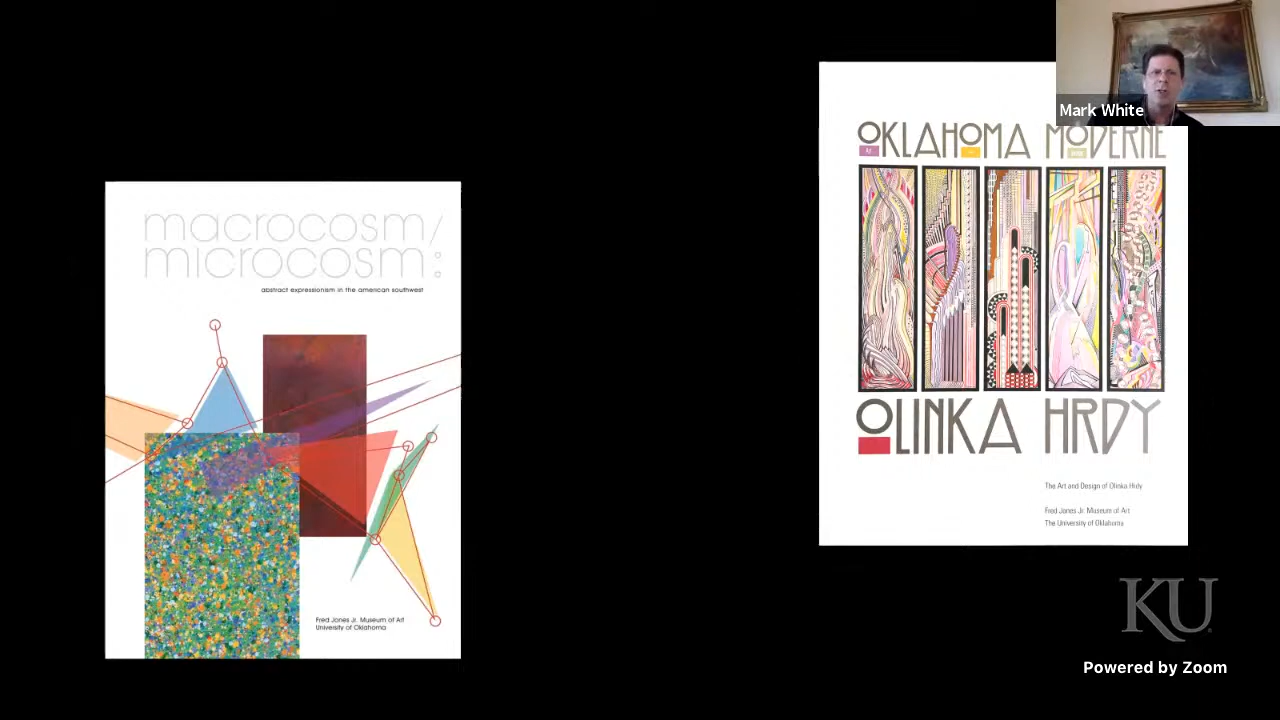 Mark White
OKLAHOMA MODERNE
macrocosm/
microcosm:
abstract expressionism in the american southwest
OLINKA HRDY
The Art and Design of Olinka Hrdy
Fred Jones Jr. Museum of Art
The University of Oklahoma
Fred Jones Jr. Museum of Art
University of Oklahoma
KU
Powered by Zoom